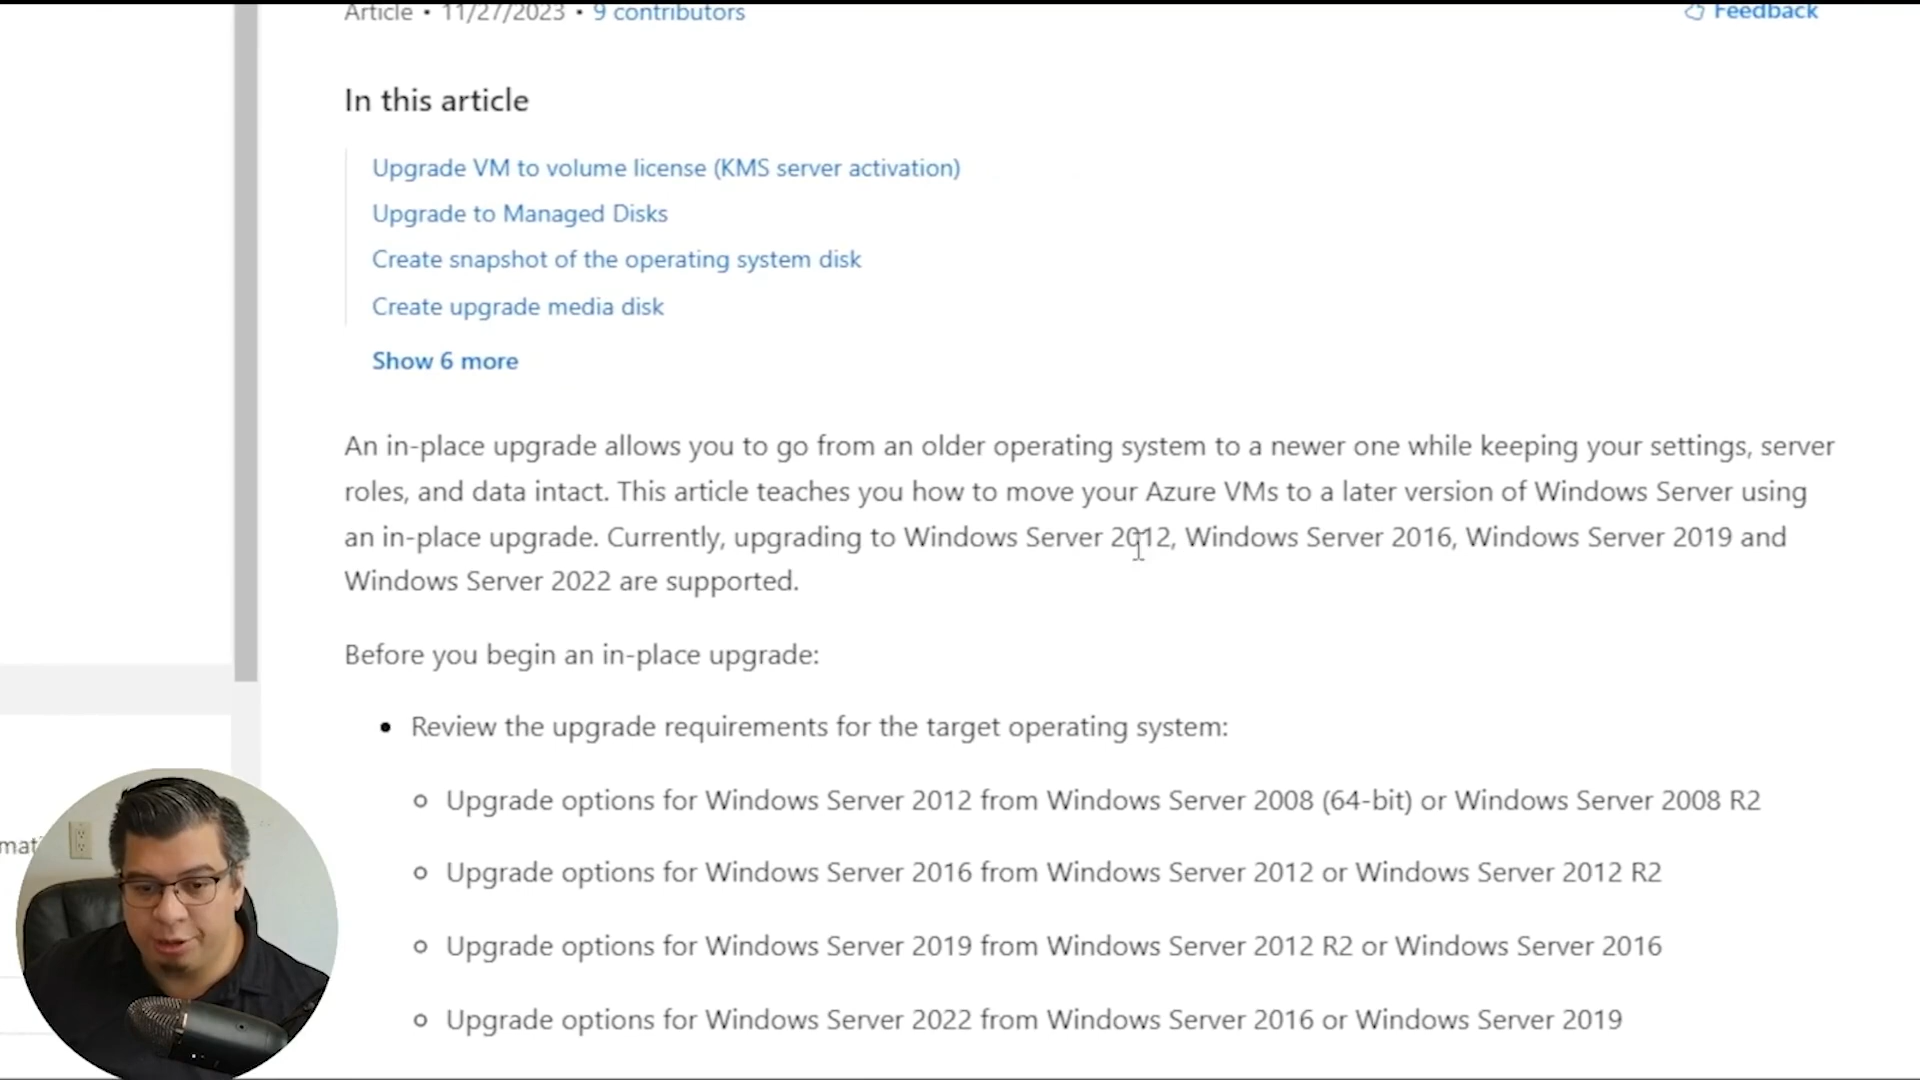 Article • 11/27/2023 • 9 contributors
Feedback
In this article
Upgrade VM to volume license (KMS server activation)
Upgrade to Managed Disks
Create snapshot of the operating system disk
Create upgrade media disk
Show 6 more
An in-place upgrade allows you to go from an older operating system to a newer one while keeping your settings, server
roles, and data intact. This article teaches you how to move your Azure VMs to a later version of Windows Server using
an in-place upgrade. Currently, upgrading to Windows Server 2012, Windows Server 2016, Windows Server 2019 and
Windows Server 2022 are supported.
Before you begin an in-place upgrade:
• Review the upgrade requirements for the target operating system:
○ Upgrade options for Windows Server 2012 from Windows Server 2008 (64-bit) or Windows Server 2008 R2
○ Upgrade options for Windows Server 2016 from Windows Server 2012 or Windows Server 2012 R2
○ Upgrade options for Windows Server 2019 from Windows Server 2012 R2 or Windows Server 2016
○ Upgrade options for Windows Server 2022 from Windows Server 2016 or Windows Server 2019